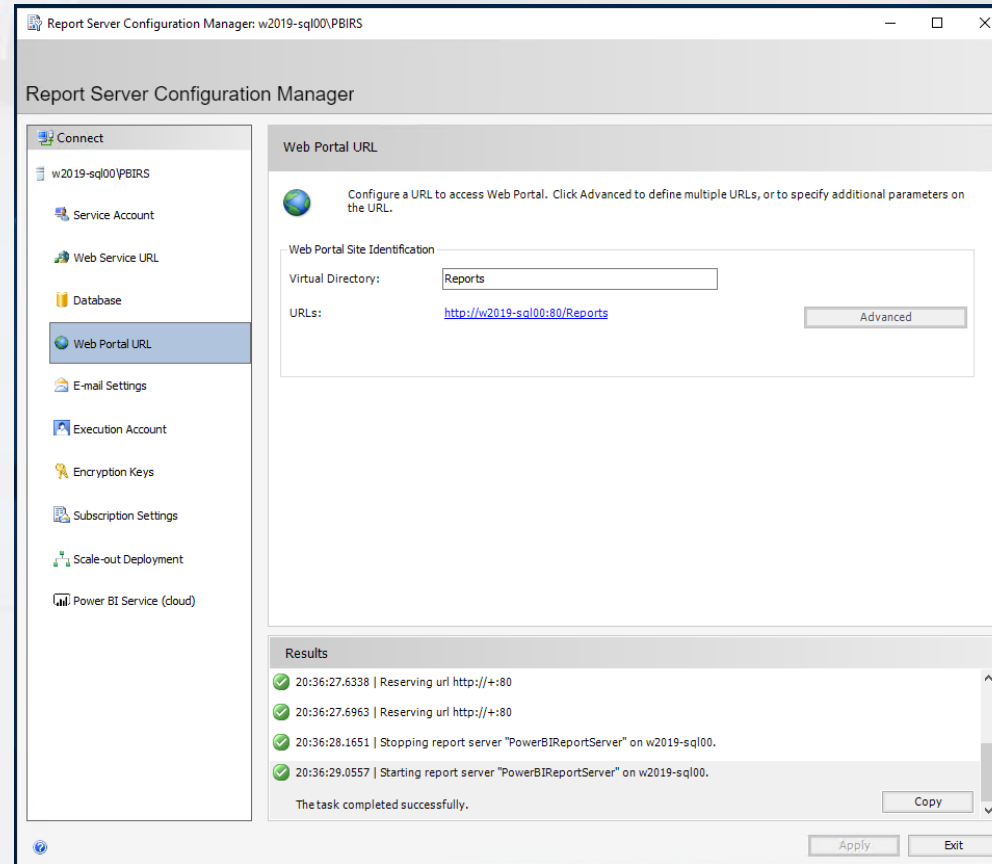 Report Server Configuration Manager: w2019-sql00\PBIRS
Report Server Configuration Manager
Connect
w2019-sql00\PBIRS
Service Account
Web Service URL
Database
Web Portal URL
E-mail Settings
Execution Account
Encryption Keys
Subscription Settings
Scale-out Deployment
Power BI Service (cloud)
Web Portal URL
Configure a URL to access Web Portal. Click Advanced to define multiple URLs, or to specify additional parameters on
the URL.
Web Portal Site Identification
Virtual Directory:
Reports
URLs:
http://w2019-sql00:80/Reports
Advanced
Results
20:36:27.6338 | Reserving url http://+:80
20:36:27.6963 | Reserving url http://+:80
20:36:28.1651 | Stopping report server "PowerBIReportServer" on w2019-sql00.
20:36:29.0557 | Starting report server "PowerBIReportServer" on w2019-sql00.
The task completed successfully.
Copy
Apply
Exit